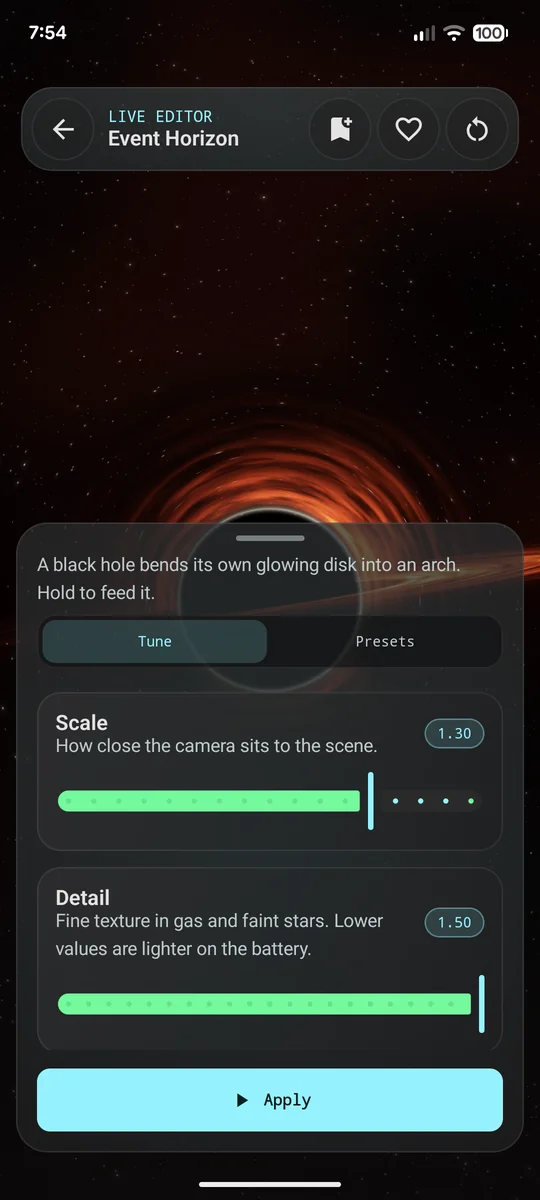 7:54
100
LIVE EDITOR
Event Horizon
A black hole bends its own glowing disk into an arch.
Hold to feed it.
Tune
Presets
Scale
How close the camera sits to the scene.
1.30
Detail
Fine texture in gas and faint stars. Lower
values are lighter on the battery.
1.50
Apply